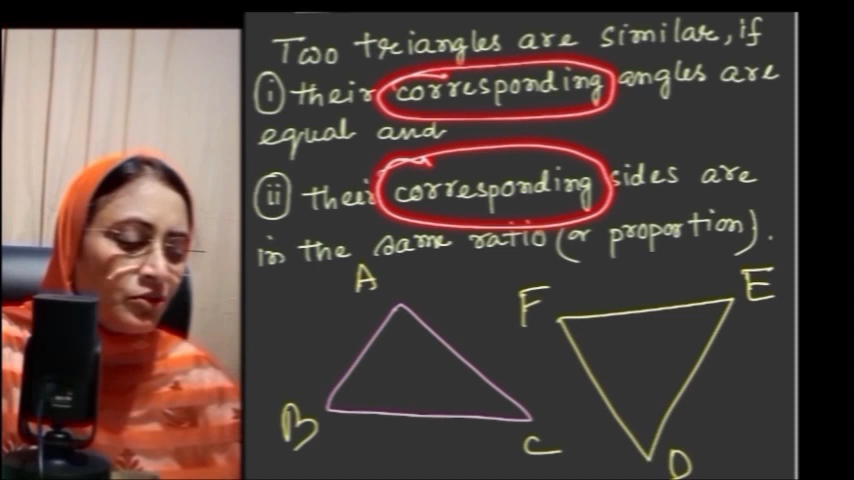 Two triangles are similar, if
(i) their corresponding angles are
equal and
(ii) their corresponding sides are
in the same ratio (or proportion).
A
F
E
B
C
D